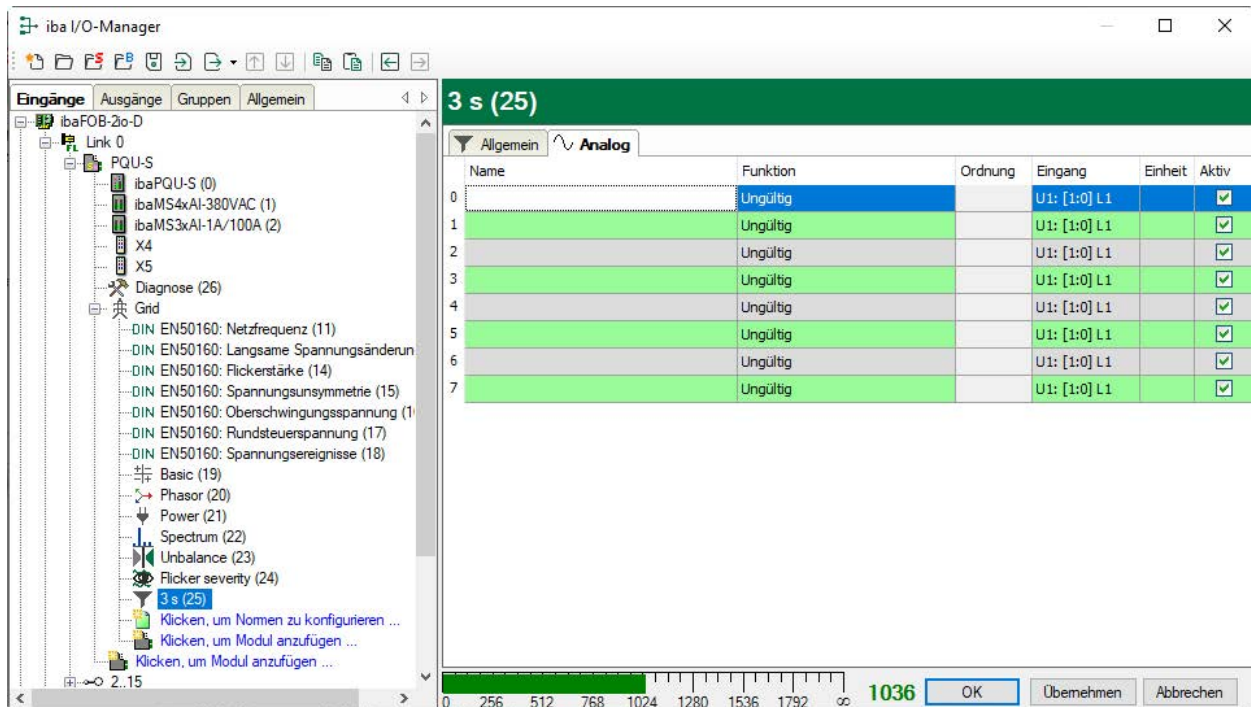 iba I/O-Manager
Eingänge Ausgänge Gruppen Allgemein
ibaFOB-2io-D
Link 0
PQU-S
ibaPQU-S (0)
ibaMS4xAI-380VAC (1)
ibaMS3xAI-1A/100A (2)
X4
X5
Diagnose (26)
Grid
DIN EN50160: Netzfrequenz (11)
DIN EN50160: Langsame Spannungsänderun
DIN EN50160: Flickerstärke (14)
DIN EN50160: Spannungsunsymmetrie (15)
DIN EN50160: Oberschwingungsspannung (1
DIN EN50160: Rundsteuerspannung (17)
DIN EN50160: Spannungsereignisse (18)
Basic (19)
Phasor (20)
Power (21)
Spectrum (22)
Unbalance (23)
Flicker severity (24)
3 s (25)
Klicken, um Normen zu konfigurieren ...
Klicken, um Modul anzufügen ...
Klicken, um Modul anzufügen ...
2..15
3 s (25)
Allgemein Analog
Name Funktion Ordnung Eingang Einheit Aktiv
0 Ungültig U1: [1:0] L1
1 Ungültig U1: [1:0] L1
2 Ungültig U1: [1:0] L1
3 Ungültig U1: [1:0] L1
4 Ungültig U1: [1:0] L1
5 Ungültig U1: [1:0] L1
6 Ungültig U1: [1:0] L1
7 Ungültig U1: [1:0] L1
0 256 512 768 1024 1280 1536 1792 ∞
1036 OK Übernehmen Abbrechen